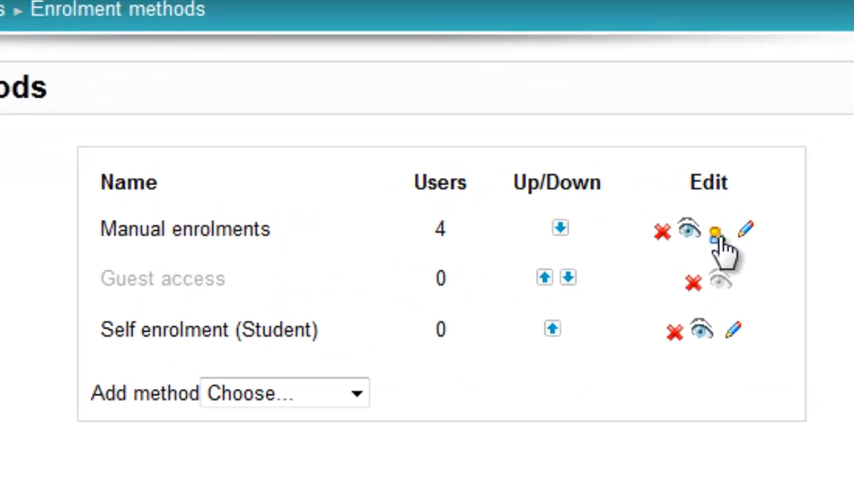 s ▸ Enrolment methods
ods
Name Users Up/Down Edit
Manual enrolments 4
Guest access 0
Self enrolment (Student) 0
Add method Choose...